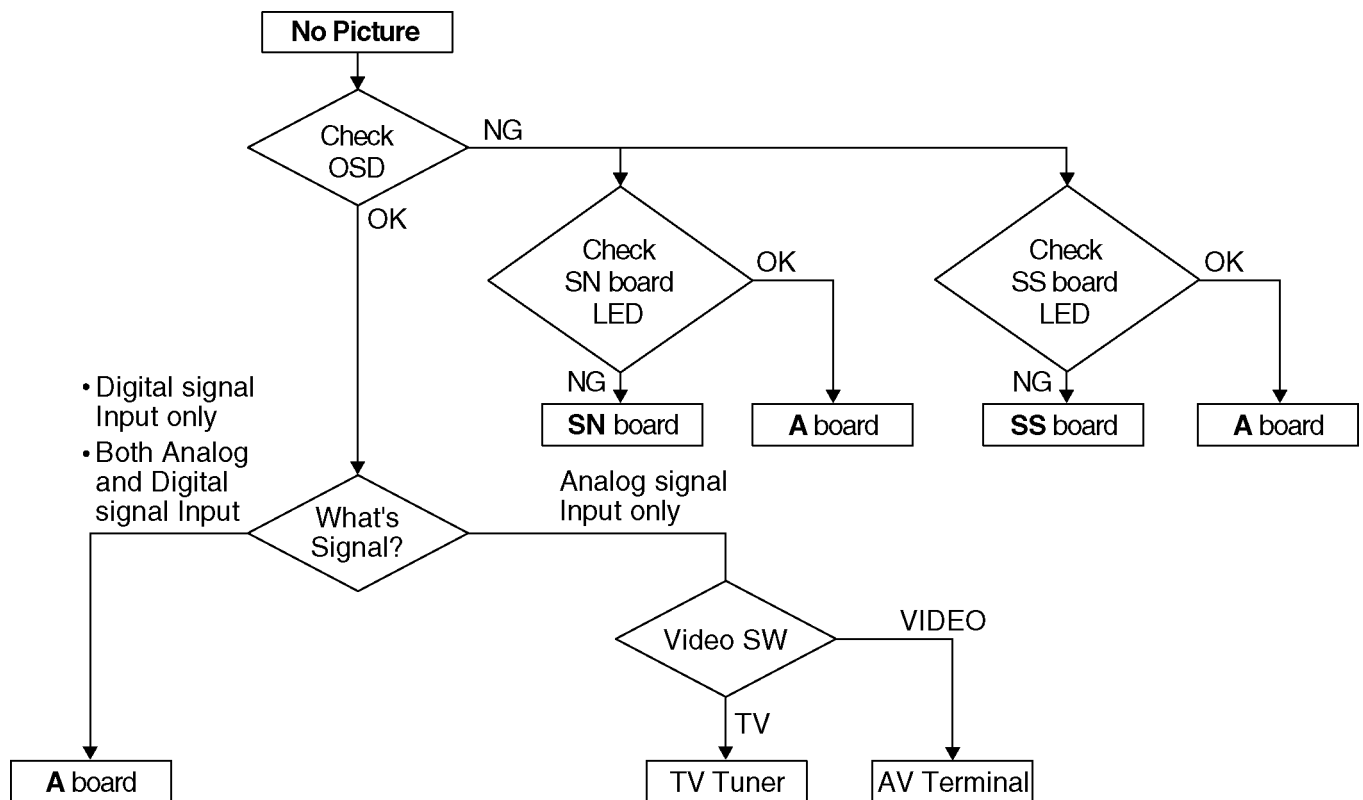 No Picture
Check
OSD
NG
OK
Check
SN board
LED
OK
NG
SN board
A board
Check
SS board
LED
OK
NG
SS board
A board
• Digital signal
Input only
• Both Analog
and Digital
signal Input
What's
Signal?
Analog signal
Input only
Video SW
VIDEO
TV
A board
TV Tuner
AV Terminal